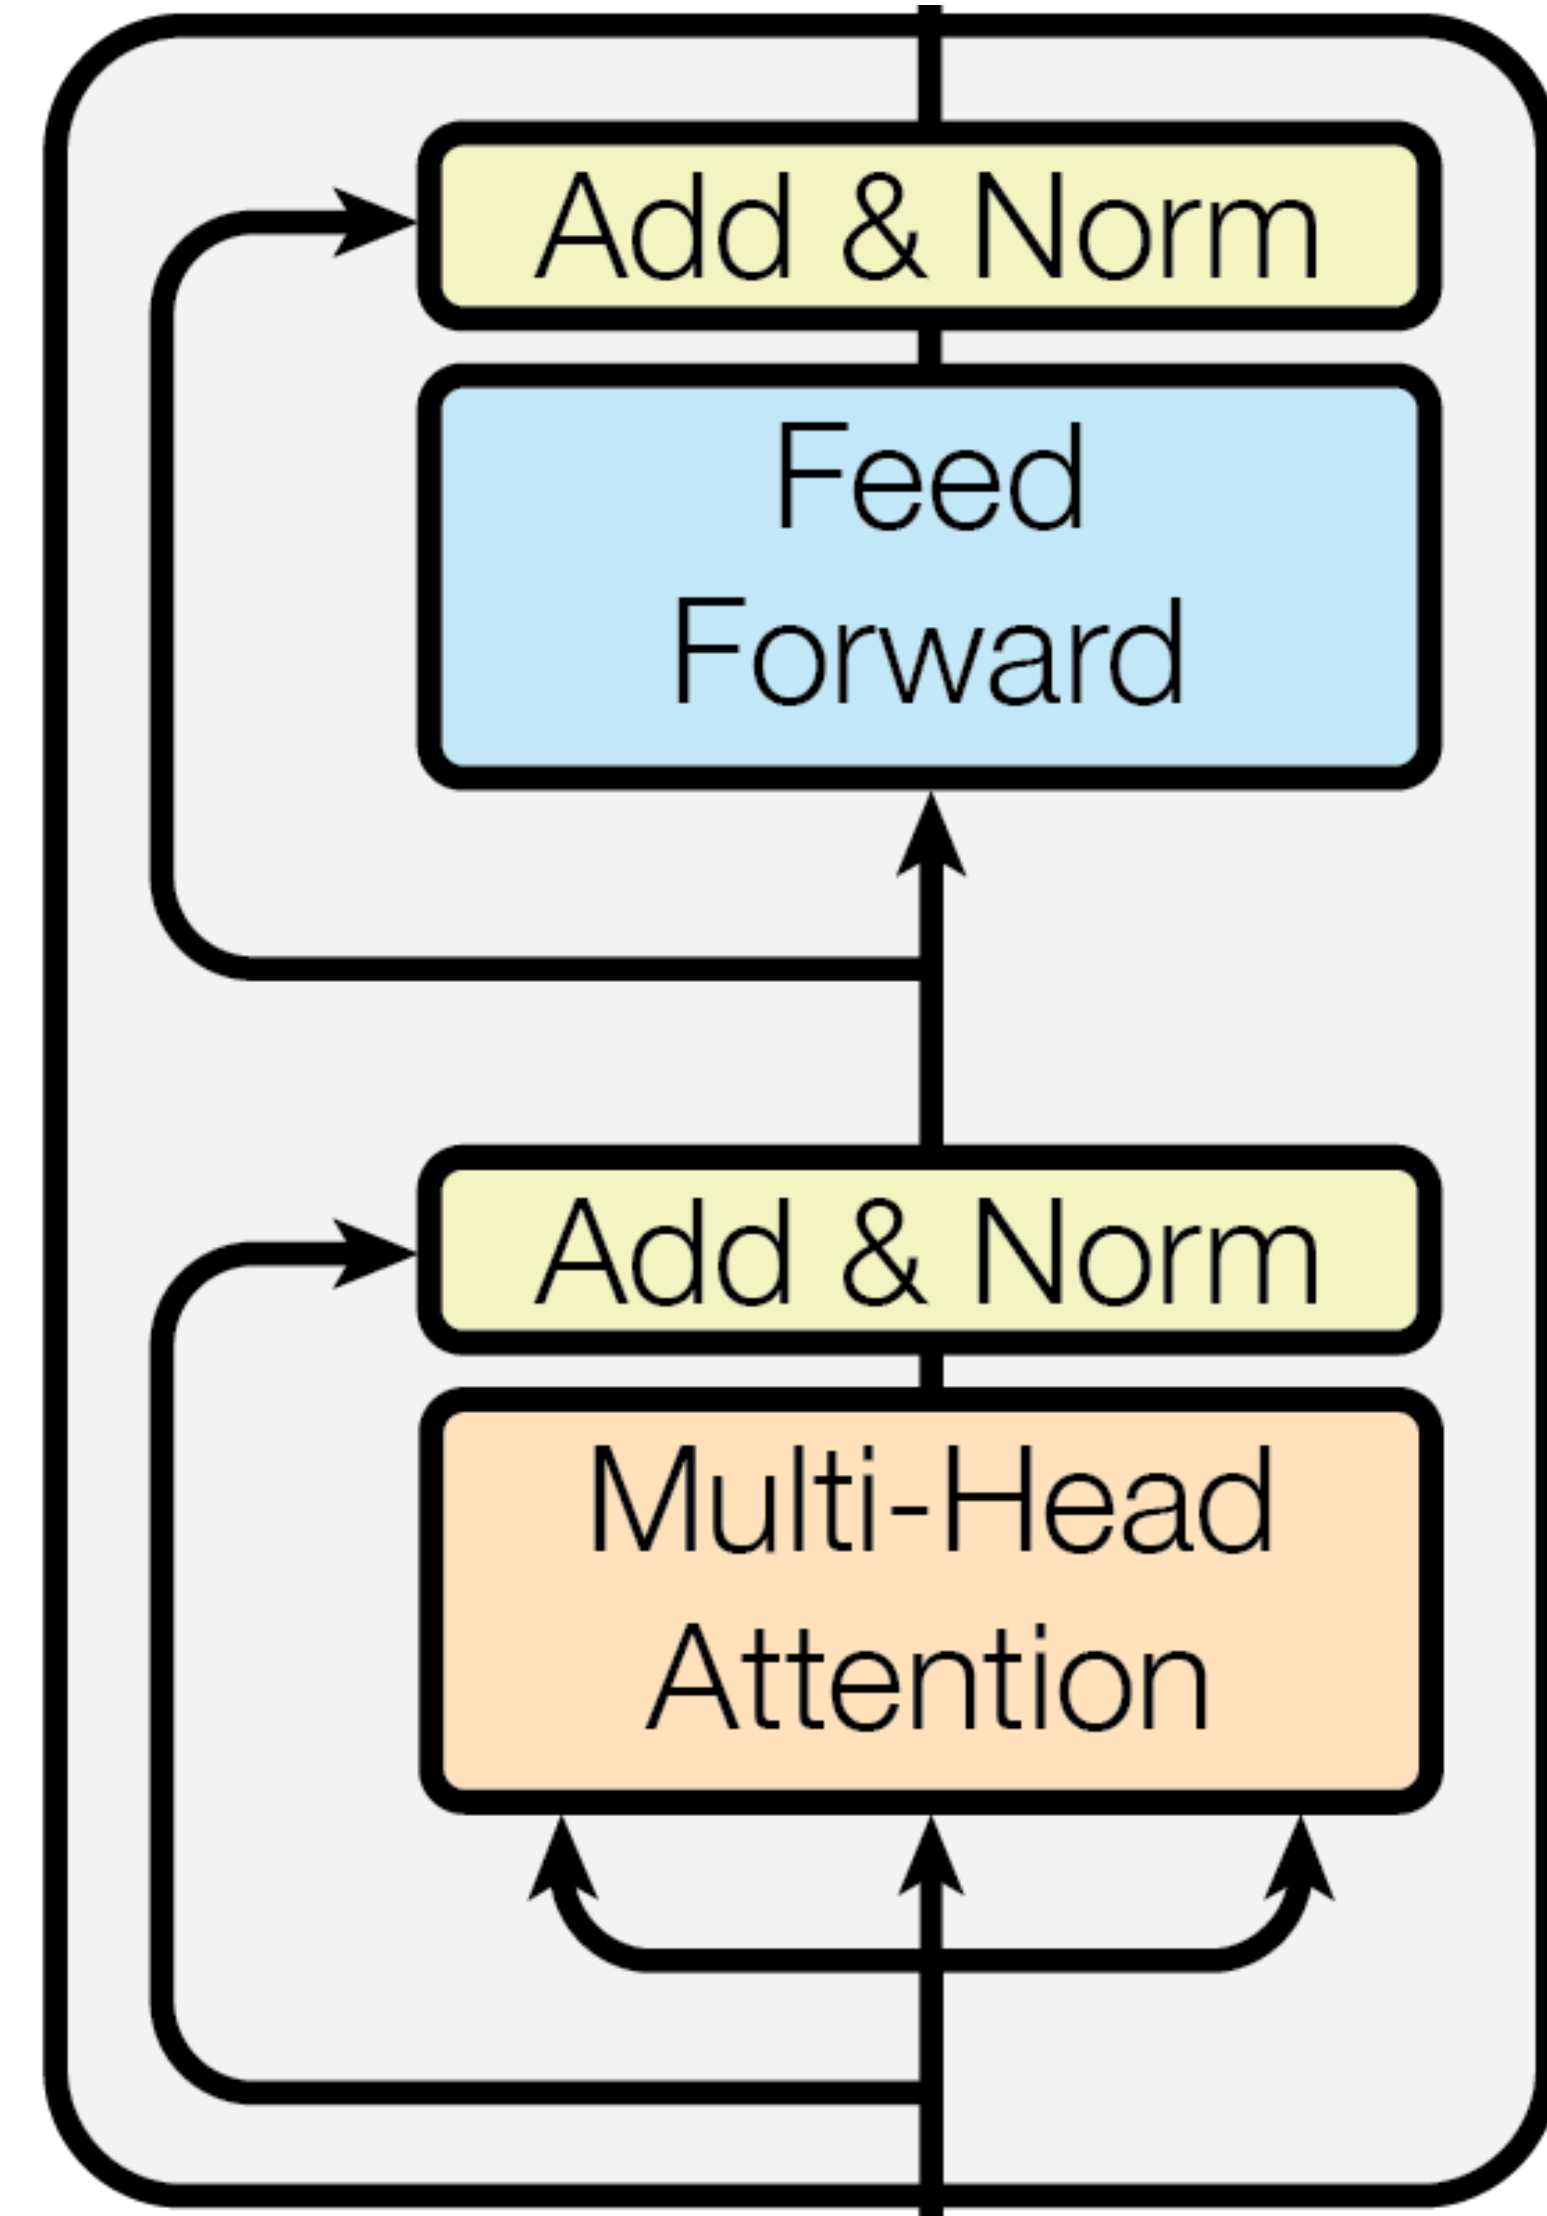 Add & Norm
Feed
Forward
Add & Norm
Multi-Head
Attention